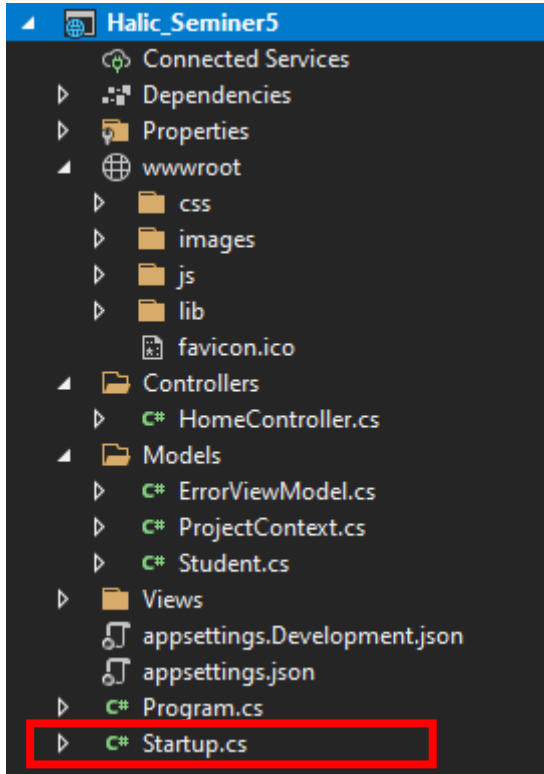 Halic_Seminer5
Connected Services
Dependencies
Properties
wwwroot
css
images
js
lib
favicon.ico
Controllers
C# HomeController.cs
Models
C# ErrorViewModel.cs
C# ProjectContext.cs
C# Student.cs
Views
appsettings.Development.json
appsettings.json
C# Program.cs
C# Startup.cs